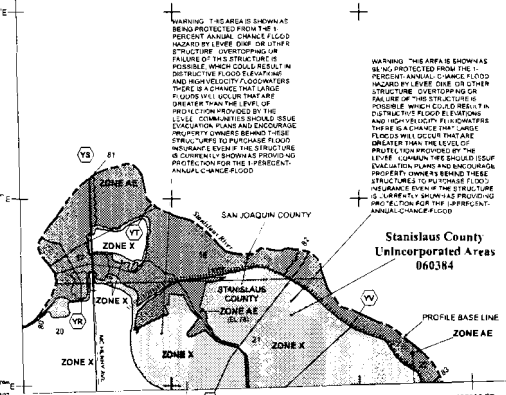 WARNING: THIS AREA IS SHOWN AS
BEING PROTECTED FROM THE 1-
PERCENT ANNUAL CHANCE FLOOD
HAZARD BY LEVEE DIKE OR OTHER
STRUCTURE OVERTOPPING OR
FAILURE OF THIS STRUCTURE IS
POSSIBLE, WHICH COULD RESULT IN
DISTRUCTIVE FLOOD ELEVATIONS
AND HIGH VELOCITY FLOODWATERS
THERE IS A CHANCE THAT LARGE
FLOODS WILL OCCUR THAT ARE
GREATER THAN THE LEVEL OF
PROTECTION PROVIDED BY THE
LEVEE COMMUNITIES SHOULD ISSUE
EVACUATION PLANS AND ENCOURAGE
PROPERTY OWNERS BEHIND THESE
STRUCTURES TO PURCHASE FLOOD
INSURANCE EVEN IF THE STRUCTURE
IS CURRENTLY SHOWN AS PROVIDING
PROTECTION FOR THE 1-PERCENT-
ANNUAL-CHANCE-FLOOD
WARNING THIS AREA IS SHOWN AS
BEING PROTECTED FROM THE 1-
PERCENT-ANNUAL-CHANCE FLOOD
HAZARD BY LEVEE DIKE OR OTHER
STRUCTURE OVERTOPPING OR
FAILURE OF THIS STRUCTURE IS
POSSIBLE WHICH COULD RESULT IN
DISTRUCTIVE FLOOD ELEVATIONS
AND HIGH VELOCITY FLOODWATERS
THERE IS A CHANCE THAT LARGE
FLOODS WILL OCCUR THAT ARE
GREATER THAN THE LEVEL OF
PROTECTION PROVIDED BY THE
LEVEE COMMUNITIES SHOULD ISSUE
EVACUATION PLANS AND ENCOURAGE
PROPERTY OWNERS BEHIND THESE
STRUCTURES TO PURCHASE FLOOD
INSURANCE EVEN IF THE STRUCTURE
IS CURRENTLY SHOWN AS PROVIDING
PROTECTION FOR THE 1-PERCENT-
ANNUAL-CHANCE-FLOOD
YS
81
ZONE AE
YT
ZONE X
Stanislaus River
SAN JOAQUIN COUNTY
82
Stanislaus County
Unincorporated Areas
060384
STANISLAUS
COUNTY
ZONE X
ZONE AE
YV
YR
80
20
PROFILE BASE LINE
ZONE AE
21
ZONE X
ZONE X
ZONE X
MC HENRY AVE
83